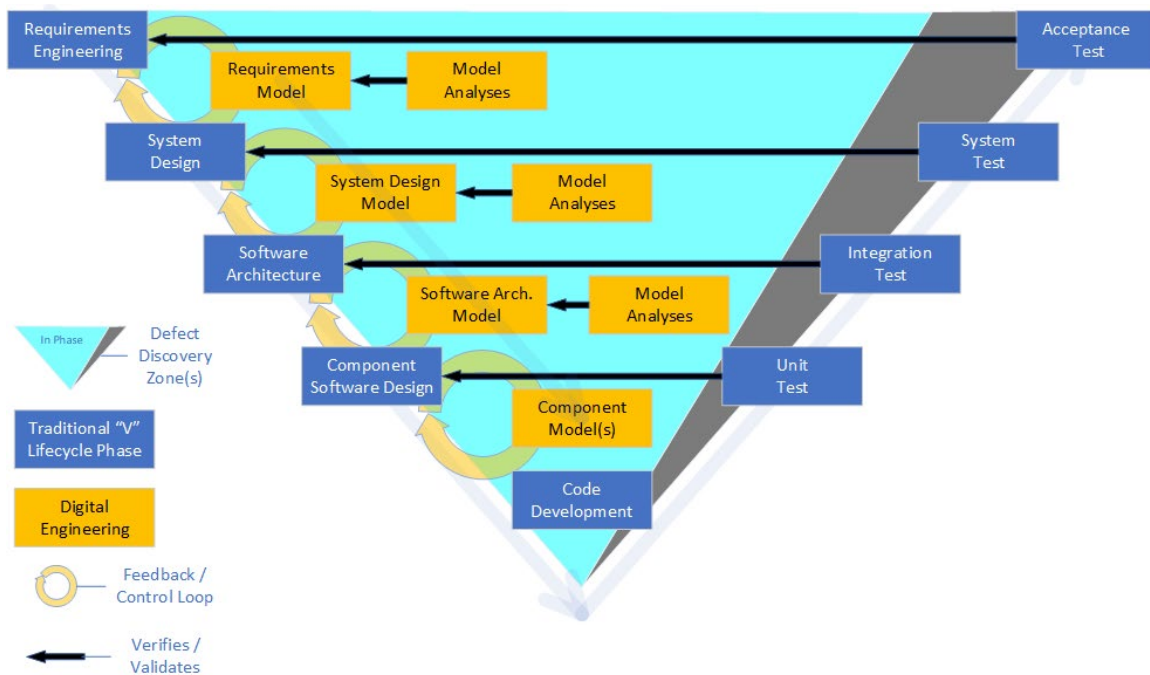 Requirements
Engineering
Acceptance
Test
Requirements
Model
Model
Analyses
System
Design
System
Test
System Design
Model
Model
Analyses
Software
Architecture
Integration
Test
Software Arch.
Model
Model
Analyses
In Phase
Defect
Discovery
Zone(s)
Component
Software Design
Unit
Test
Component
Model(s)
Traditional “V”
Lifecycle Phase
Code
Development
Digital
Engineering
Feedback /
Control Loop
Verifies /
Validates